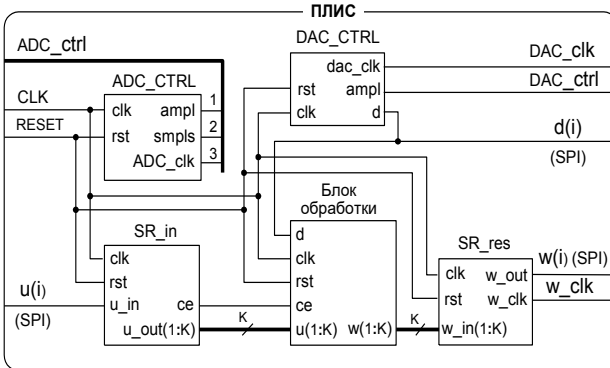 ПЛИС
ADC_ctrl
DAC_CTRL
DAC_clk
dac_clk
ADC_CTRL
DAC_ctrl
rst ampl
CLK
clk ampl 1
clk d
RESET
rst smpls 2
d(i)
ADC_clk 3
(SPI)
Блок
обработки
SR_in
d
SR_res
clk
clk
w(i) (SPI)
rst
rst
clk w_out
u(i)
w_clk
u_in ce
ce
rst w_clk
(SPI)
u_out(1:K)
K
u(1:K) w(1:K)
K
w_in(1:K)